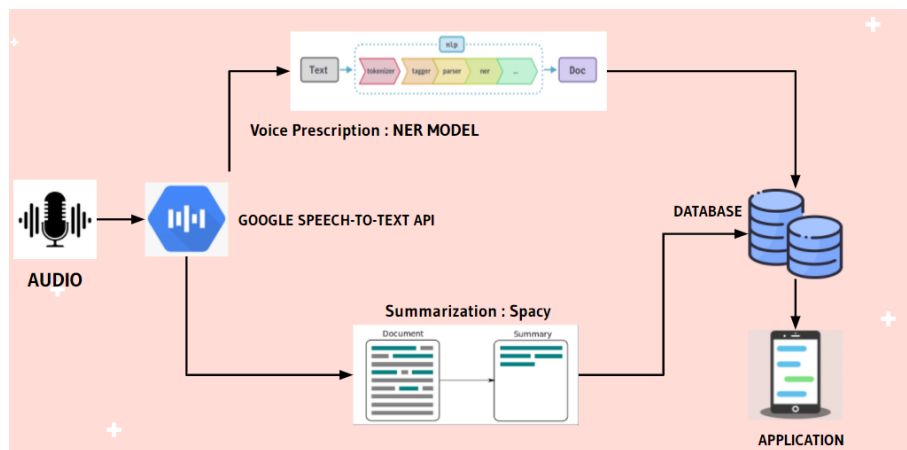 nlp
Text
tokenizer
tagger
parser
ner
...
Doc
Voice Prescription : NER MODEL
GOOGLE SPEECH-TO-TEXT API
DATABASE
AUDIO
Summarization : Spacy
Document
Summary
APPLICATION